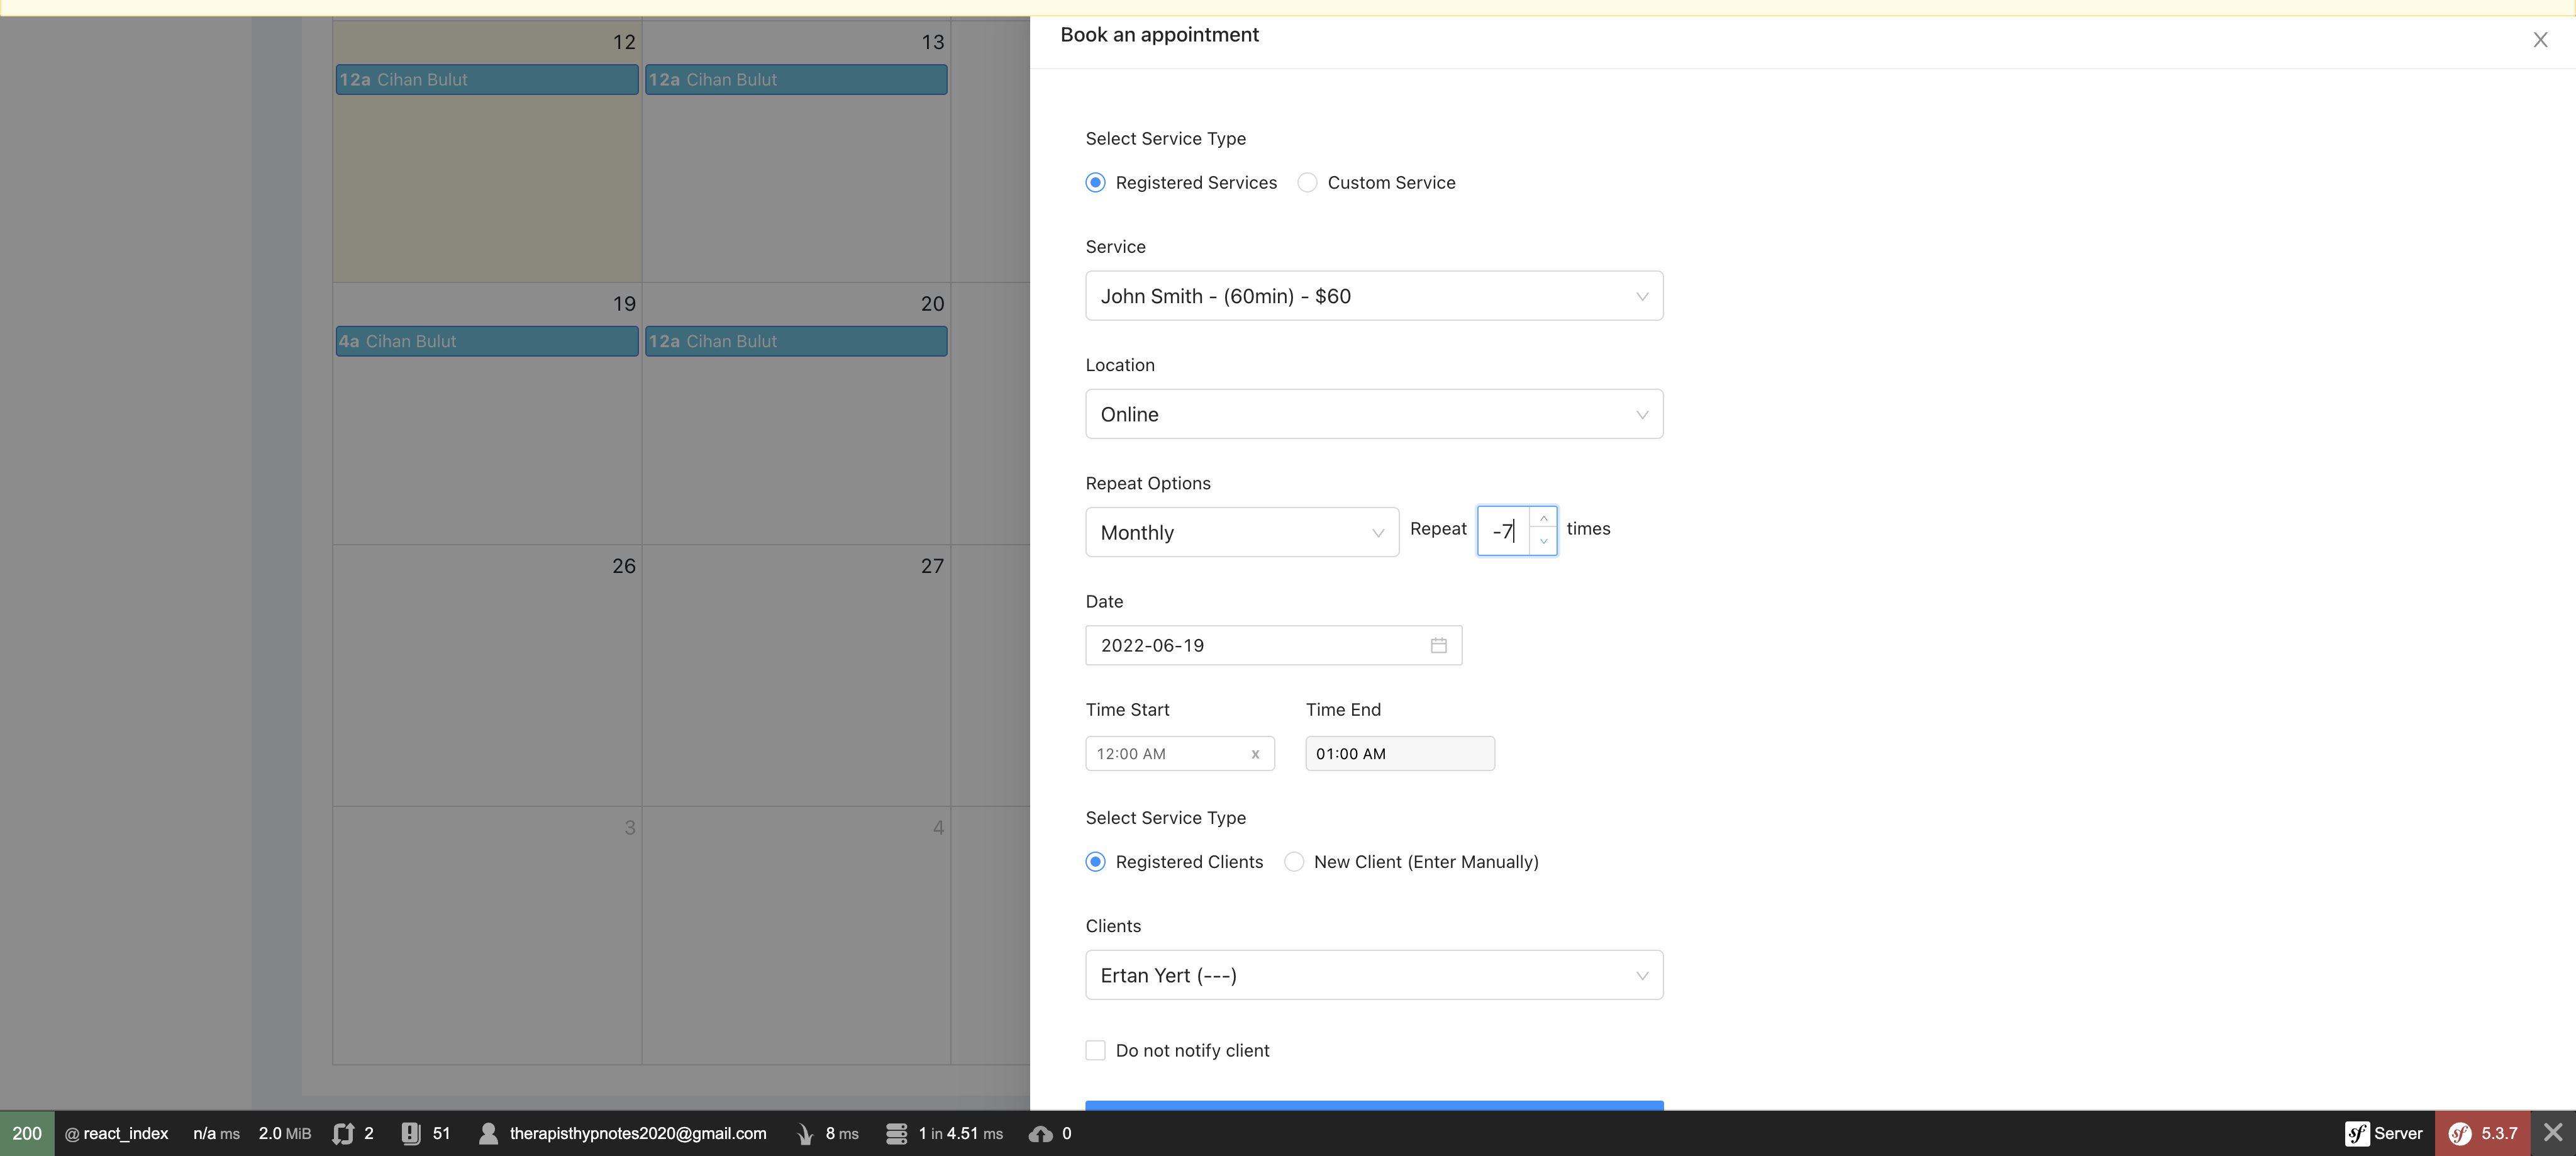 Book an appointment
12
13
12a Cihan Bulut
12a Cihan Bulut
19
20
4a Cihan Bulut
12a Cihan Bulut
26
27
3
4
Select Service Type
Registered Services
Custom Service
Service
John Smith - (60min) - $60
Location
Online
Repeat Options
Monthly
Repeat
-7
times
Date
2022-06-19
Time Start
Time End
12:00 AM
x
01:00 AM
Select Service Type
Registered Clients
New Client (Enter Manually)
Clients
Ertan Yert (---)
Do not notify client
200 @ react_index n/a ms 2.0 MiB 2 51 therapisthypnotes2020@gmail.com 8 ms 1 in 4.51 ms 0 sf Server sf 5.3.7